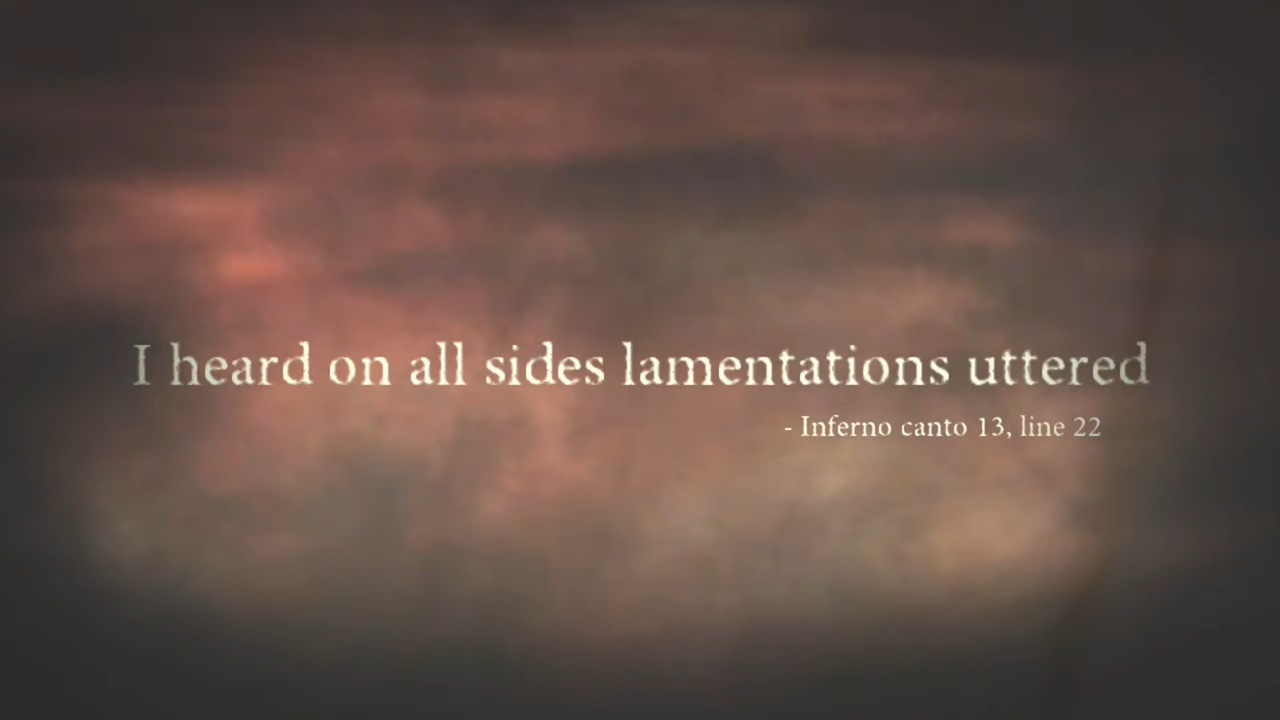 I heard on all sides lamentations uttered
- Inferno canto 13, line 22